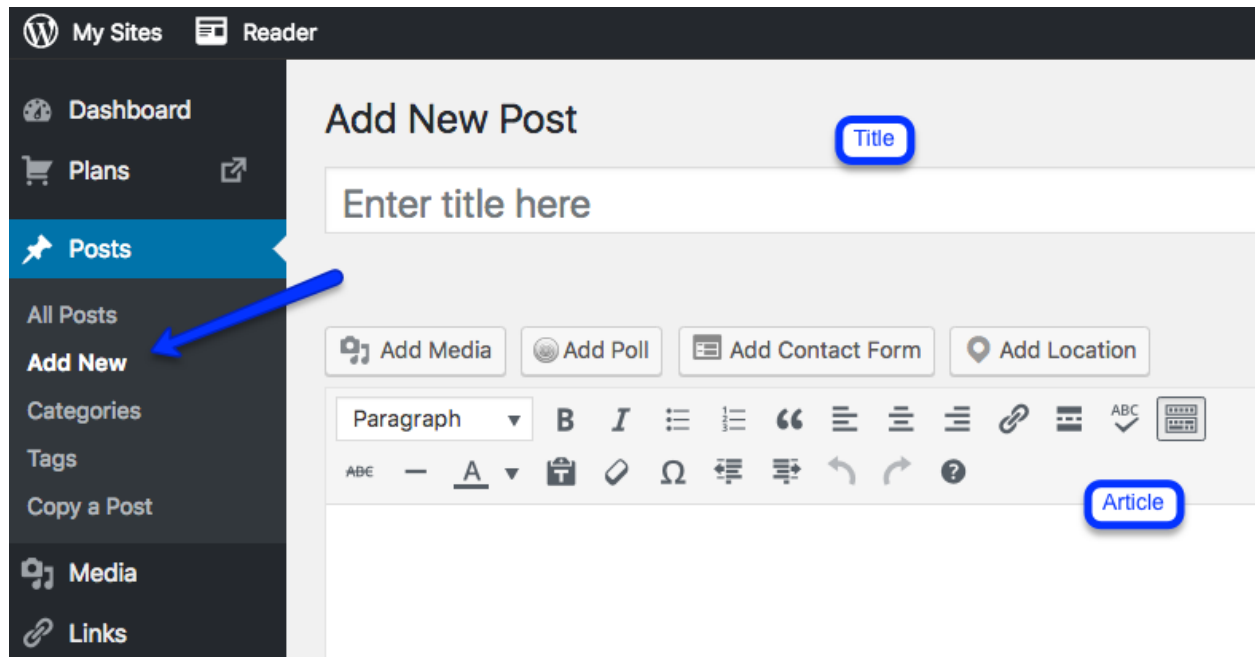 My Sites Reader
Dashboard
Plans
Posts
All Posts
Add New
Categories
Tags
Copy a Post
Media
Links
Add New Post
Title
Enter title here
Add Media Add Poll Add Contact Form Add Location
Paragraph B I ABC
ABC A T Ω
Article